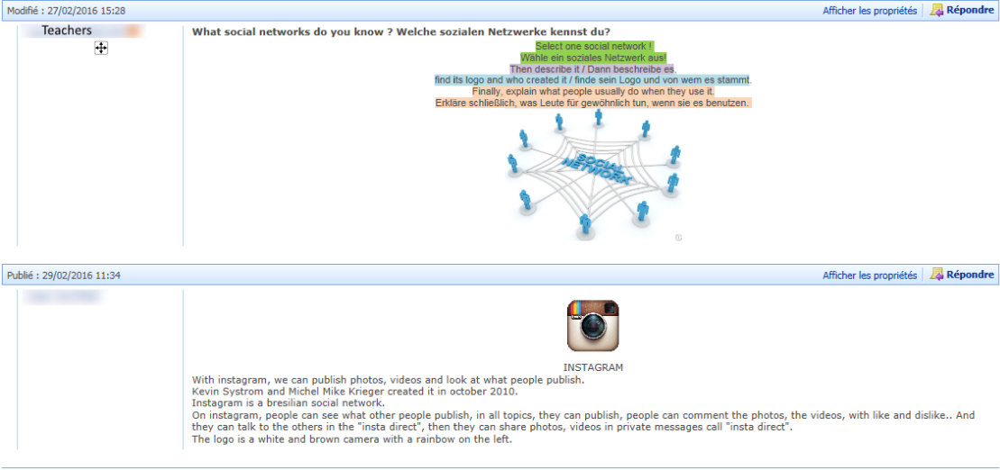 Modifié : 27/02/2016 15:28
Afficher les propriétés
Répondre
Teachers
What social networks do you know ? Welche sozialen Netzwerke kennst du?
Select one social network !
Wähle ein soziales Netzwerk aus!
Then describe it / Dann beschreibe es,
find its logo and who created it / finde sein Logo und von wem es stammt.
Finally, explain what people usually do when they use it.
Erkläre schließlich, was Leute für gewöhnlich tun, wenn sie es benutzen.
SOCIAL
NETWORK
Publié : 29/02/2016 11:34
Afficher les propriétés
Répondre
INSTAGRAM
With instagram, we can publish photos, videos and look at what people publish.
Kevin Systrom and Michel Mike Krieger created it in october 2010.
Instagram is a bresilian social network.
On instagram, people can see what other people publish, in all topics, they can publish, people can comment the photos, the videos, with like and dislike.. And
they can talk to the others in the "insta direct", then they can share photos, videos in private messages call "insta direct".
The logo is a white and brown camera with a rainbow on the left.